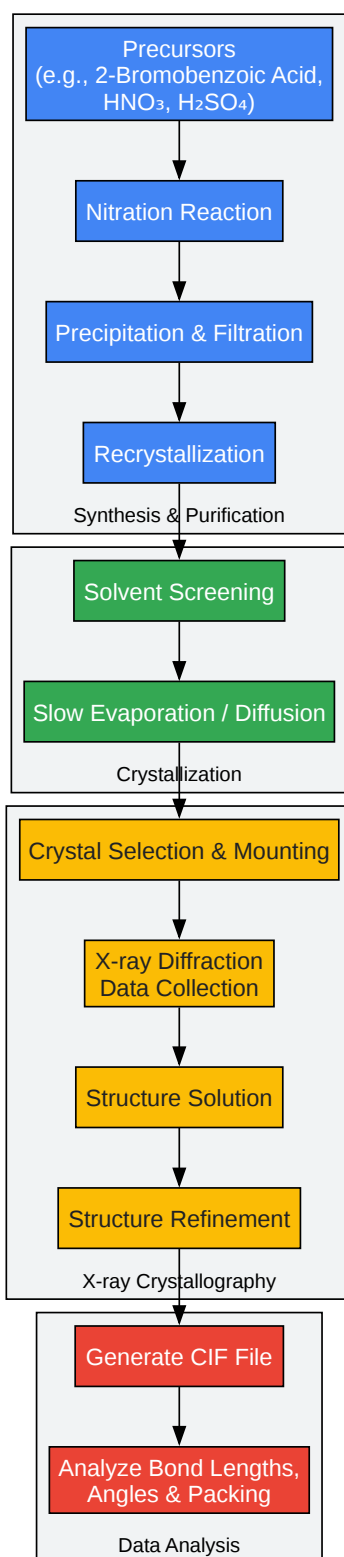 Precursors
(e.g., 2-Bromobenzoic Acid,
HNO₃, H₂SO₄)
Nitration Reaction
Precipitation & Filtration
Recrystallization
Synthesis & Purification
Solvent Screening
Slow Evaporation / Diffusion
Crystallization
Crystal Selection & Mounting
X-ray Diffraction
Data Collection
Structure Solution
Structure Refinement
X-ray Crystallography
Generate CIF File
Analyze Bond Lengths,
Angles & Packing
Data Analysis